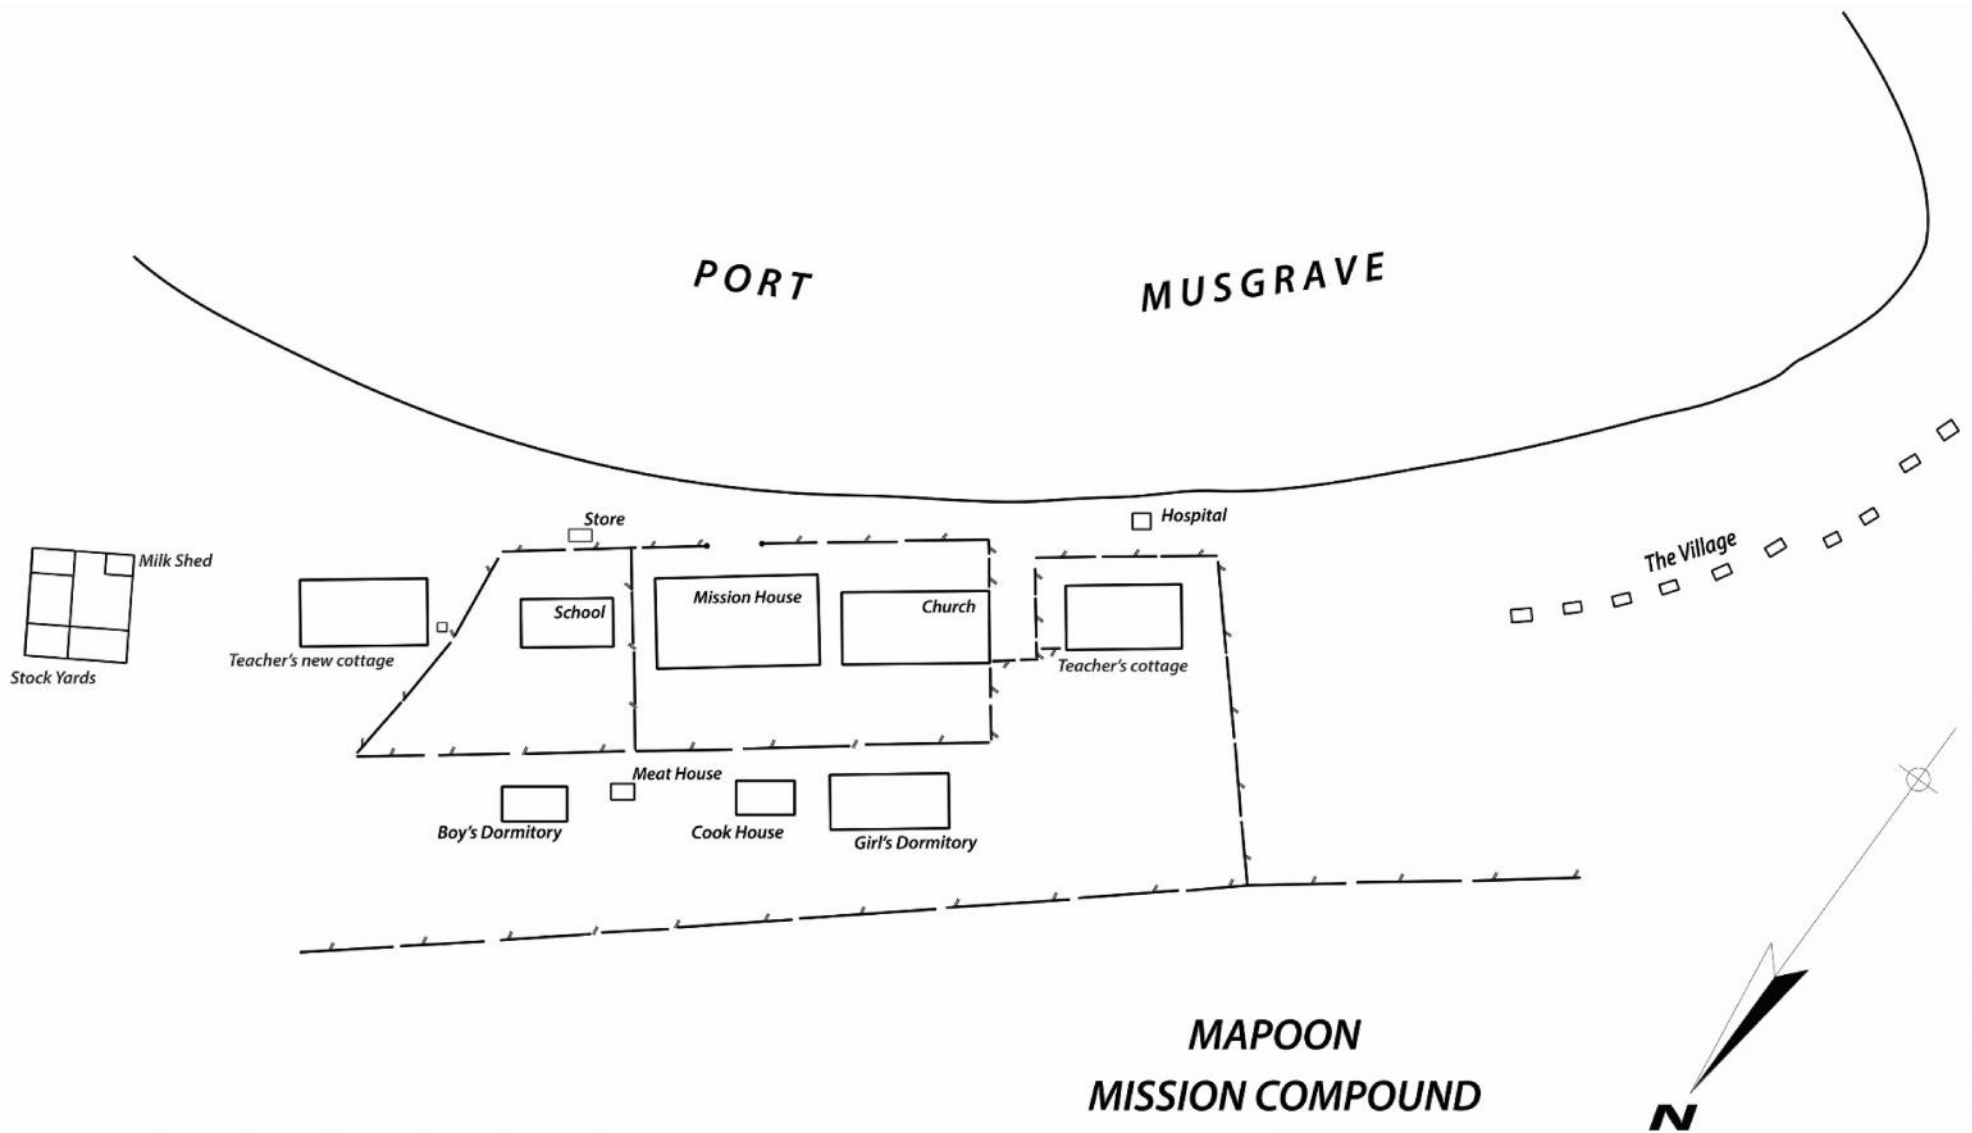 PORT MUSGRAVE
Store
Hospital
The Village
Milk Shed
School
Mission House
Church
Teacher's new cottage
Teacher's cottage
Stock Yards
Meat House
Boy's Dormitory
Cook House
Girl's Dormitory
MAPOON
MISSION COMPOUND
N